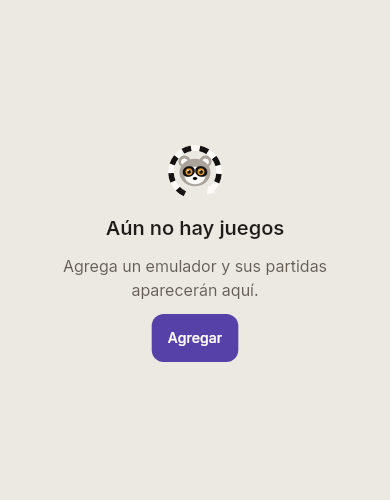 Aún no hay juegos
Agrega un emulador y sus partidas
aparecerán aquí.
Agregar